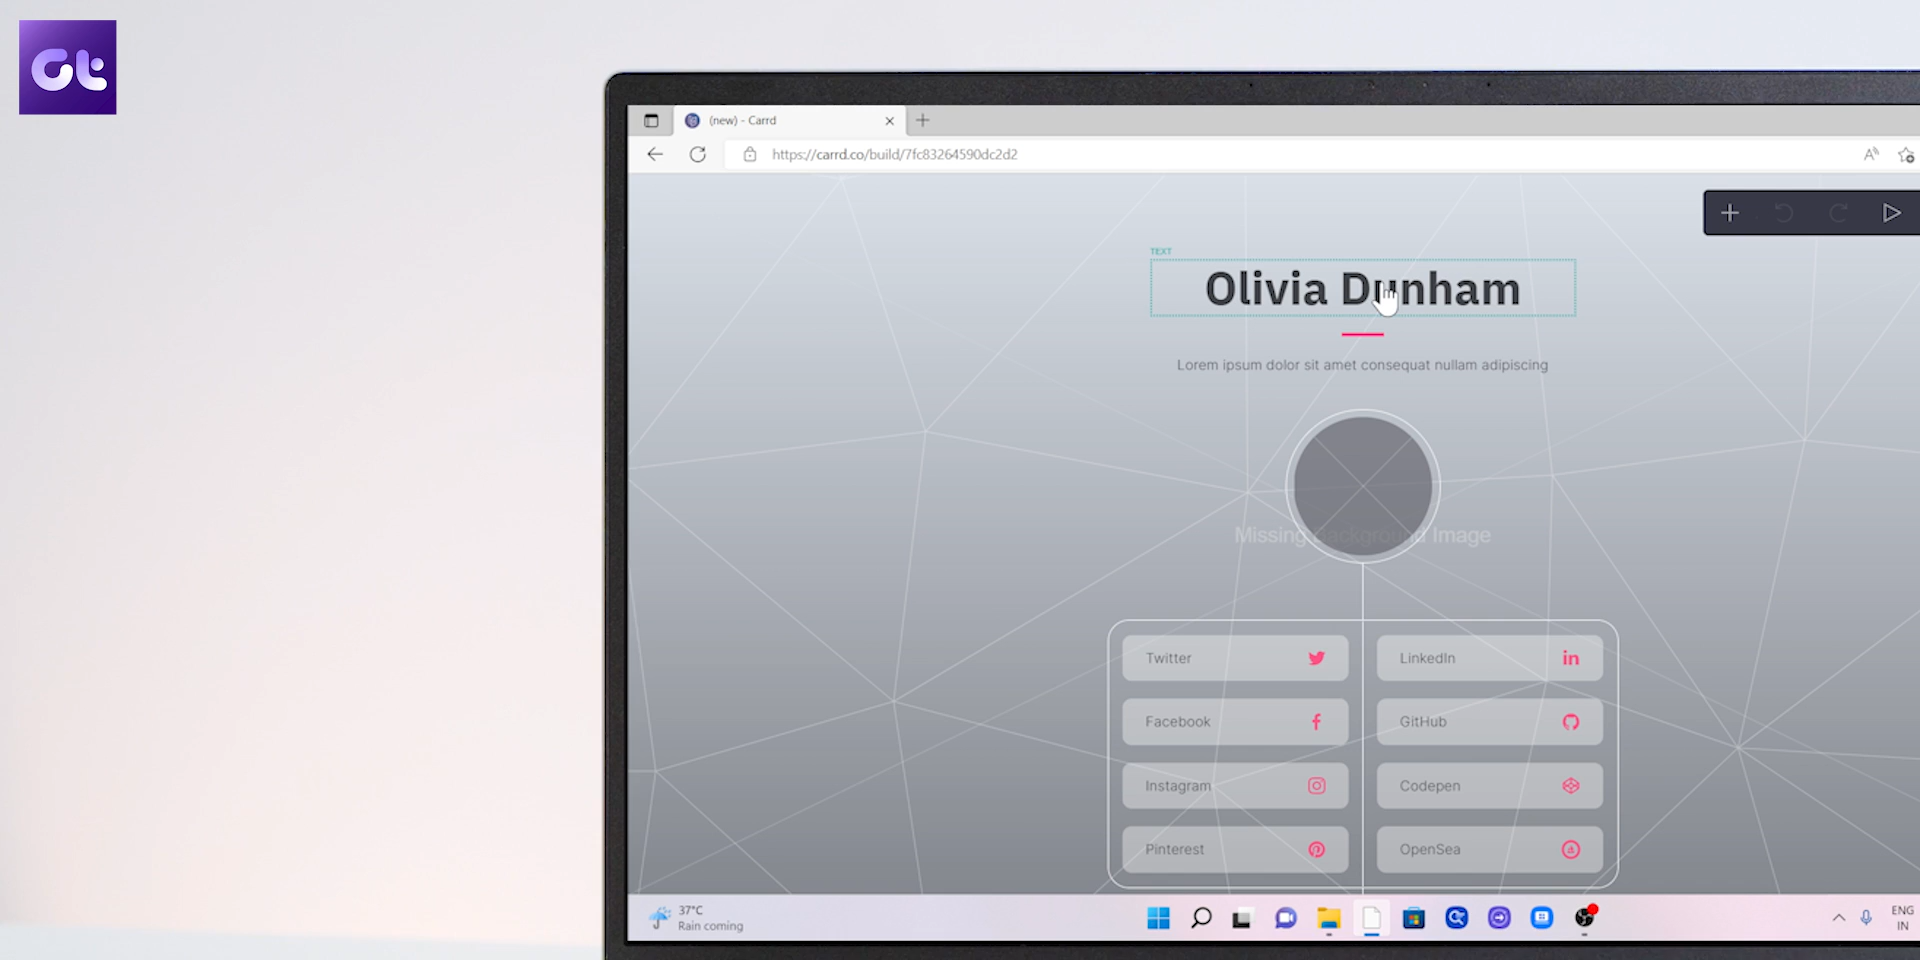 Gt
(new) - Carrd
https://carrd.co/build/7fc83264590dc2d2
TEXT
Olivia Dunham
Lorem ipsum dolor sit amet consequat nullam adipiscing
Missing Background Image
Twitter
LinkedIn
Facebook
GitHub
Instagram
Codepen
Pinterest
OpenSea
37°C
Rain coming
ENG
IN